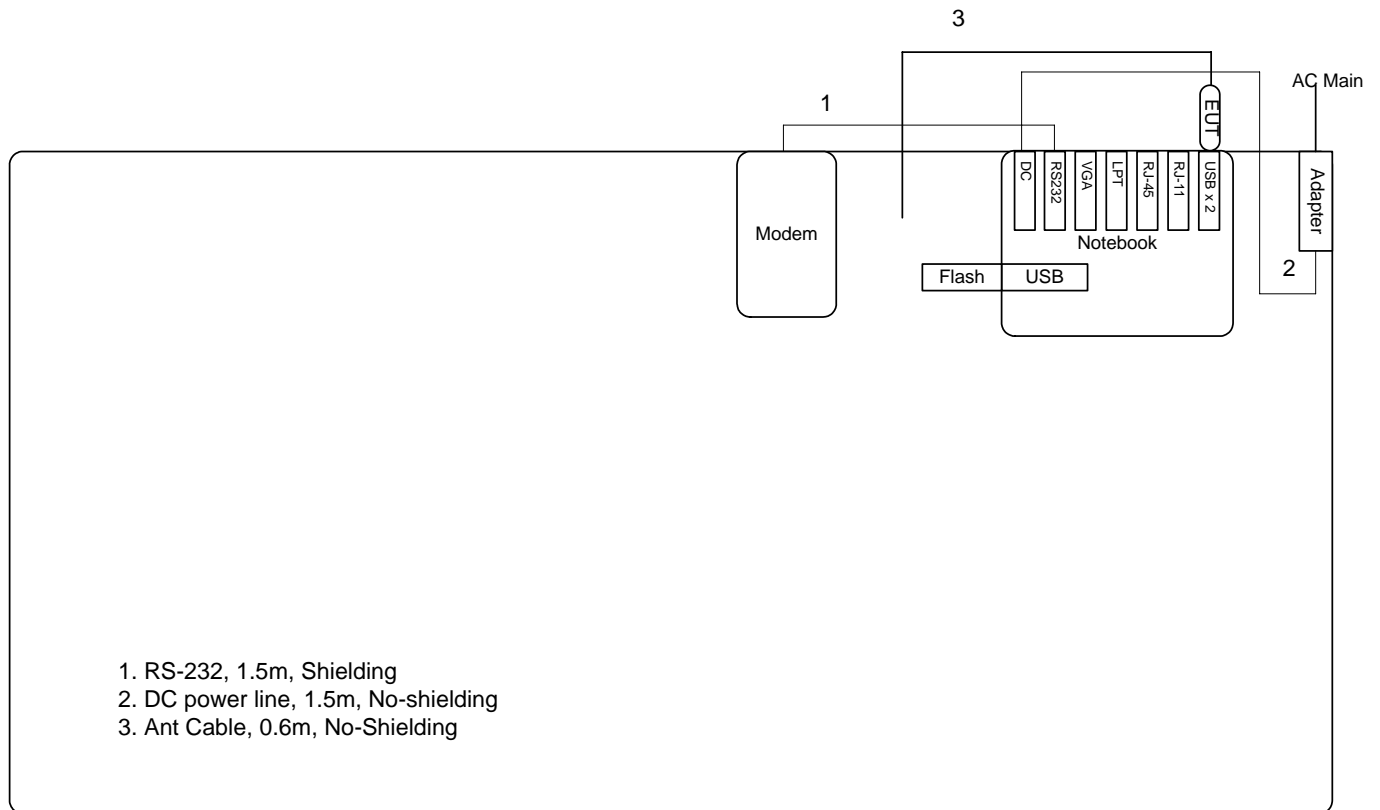 3
AC Main
1
EUT
DC
RS232
VGA
LPT
RJ-45
RJ-11
USB x 2
Adapter
Modem
Notebook
2
Flash
USB
1. RS-232, 1.5m, Shielding
2. DC power line, 1.5m, No-shielding
3. Ant Cable, 0.6m, No-Shielding